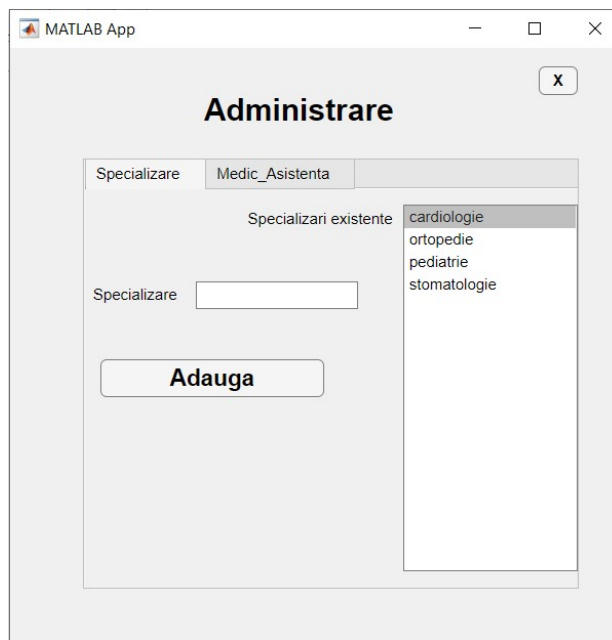 MATLAB App
X
Administrare
Specializare
Medic_Asistenta
Specializari existente
cardiologie
ortopedie
pediatrie
stomatologie
Specializare
Adauga